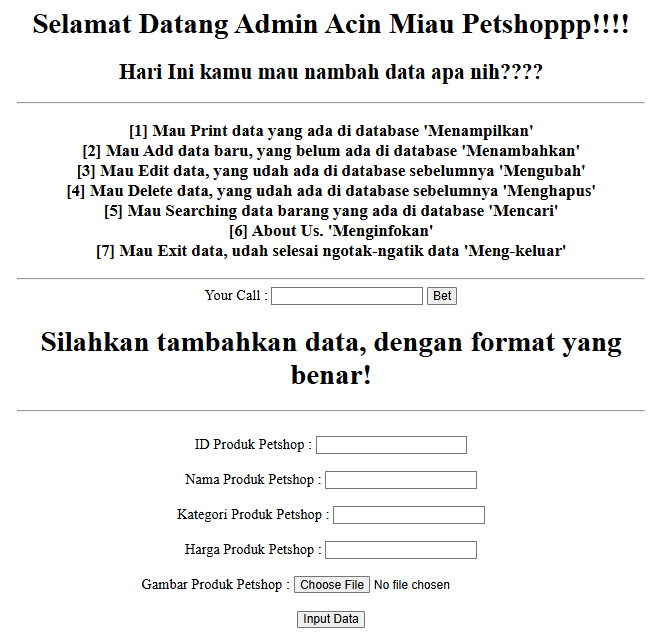 Selamat Datang Admin Acin Miau Petshoppp!!!!
Hari Ini kamu mau nambah data apa nih????
[1] Mau Print data yang ada di database 'Menampilkan'
[2] Mau Add data baru, yang belum ada di database 'Menambahkan'
[3] Mau Edit data, yang udah ada di database sebelumnya 'Mengubah'
[4] Mau Delete data, yang udah ada di database sebelumnya 'Menghapus'
[5] Mau Searching data barang yang ada di database 'Mencari'
[6] About Us. 'Menginfokan'
[7] Mau Exit data, udah selesai ngotak-ngatik data 'Meng-keluar'
Your Call : Bet
Silahkan tambahkan data, dengan format yang
benar!
ID Produk Petshop :
Nama Produk Petshop :
Kategori Produk Petshop :
Harga Produk Petshop :
Gambar Produk Petshop : Choose File No file chosen
Input Data